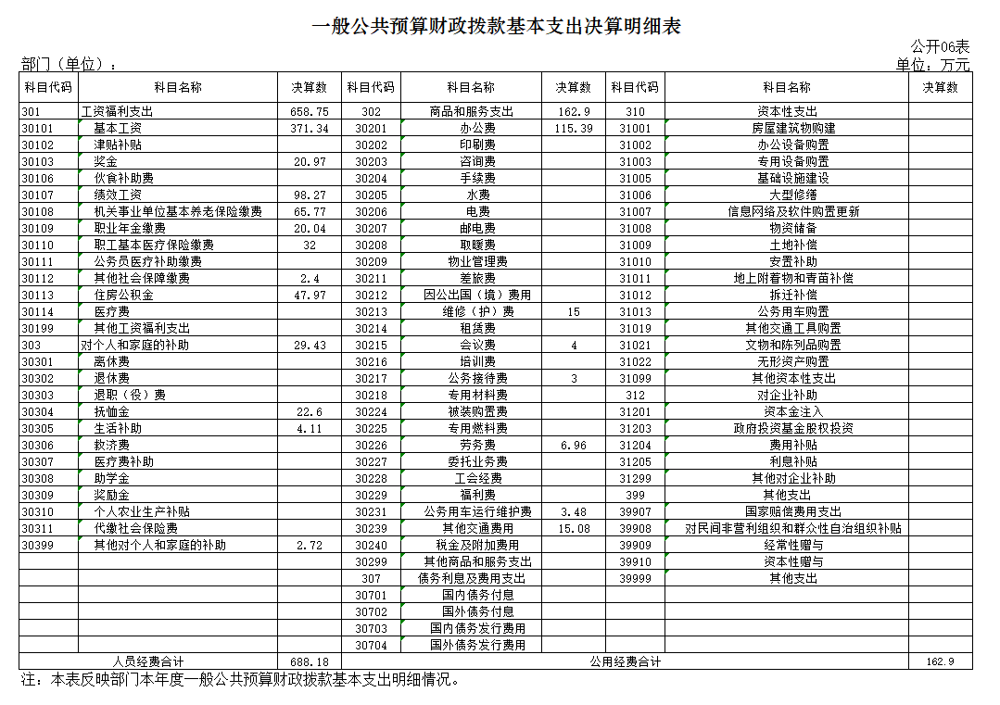 一般公共预算财政拨款基本支出决算明细表
公开06表
部门（单位）： 单位：万元
科目代码 科目名称 决算数 科目代码 科目名称 决算数 科目代码 科目名称 决算数
301 工资福利支出 658.75 302 商品和服务支出 162.9 310 资本性支出
30101 基本工资 371.34 30201 办公费 115.39 31001 房屋建筑物购建
30102 津贴补贴 30202 印刷费 31002 办公设备购置
30103 奖金 20.97 30203 咨询费 31003 专用设备购置
30106 伙食补助费 30204 手续费 31005 基础设施建设
30107 绩效工资 98.27 30205 水费 31006 大型修缮
30108 机关事业单位基本养老保险缴费 65.77 30206 电费 31007 信息网络及软件购置更新
30109 职业年金缴费 20.04 30207 邮电费 31008 物资储备
30110 职工基本医疗保险缴费 32 30208 取暖费 31009 土地补偿
30111 公务员医疗补助缴费 30209 物业管理费 31010 安置补助
30112 其他社会保障缴费 2.4 30211 差旅费 31011 地上附着物和青苗补偿
30113 住房公积金 47.97 30212 因公出国（境）费用 31012 拆迁补偿
30114 医疗费 30213 维修（护）费 15 31013 公务用车购置
30199 其他工资福利支出 30214 租赁费 31019 其他交通工具购置
303 对个人和家庭的补助 29.43 30215 会议费 4 31021 文物和陈列品购置
30301 离休费 30216 培训费 31022 无形资产购置
30302 退休费 30217 公务接待费 3 31099 其他资本性支出
30303 退职（役）费 30218 专用材料费 312 对企业补助
30304 抚恤金 22.6 30224 被装购置费 31201 资本金注入
30305 生活补助 4.11 30225 专用燃料费 31203 政府投资基金股权投资
30306 救济费 30226 劳务费 6.96 31204 费用补贴
30307 医疗费补助 30227 委托业务费 31205 利息补贴
30308 助学金 30228 工会经费 31299 其他对企业补助
30309 奖励金 30229 福利费 399 其他支出
30310 个人农业生产补贴 30231 公务用车运行维护费 3.48 39907 国家赔偿费用支出
30311 代缴社会保险费 30239 其他交通费用 15.08 39908 对民间非营利组织和群众性自治组织补贴
30399 其他对个人和家庭的补助 2.72 30240 税金及附加费用 39909 经常性赠与
30299 其他商品和服务支出 39910 资本性赠与
307 债务利息及费用支出 39999 其他支出
30701 国内债务付息
30702 国外债务付息
30703 国内债务发行费用
30704 国外债务发行费用
人员经费合计 688.18 公用经费合计 162.9
注：本表反映部门本年度一般公共预算财政拨款基本支出明细情况。